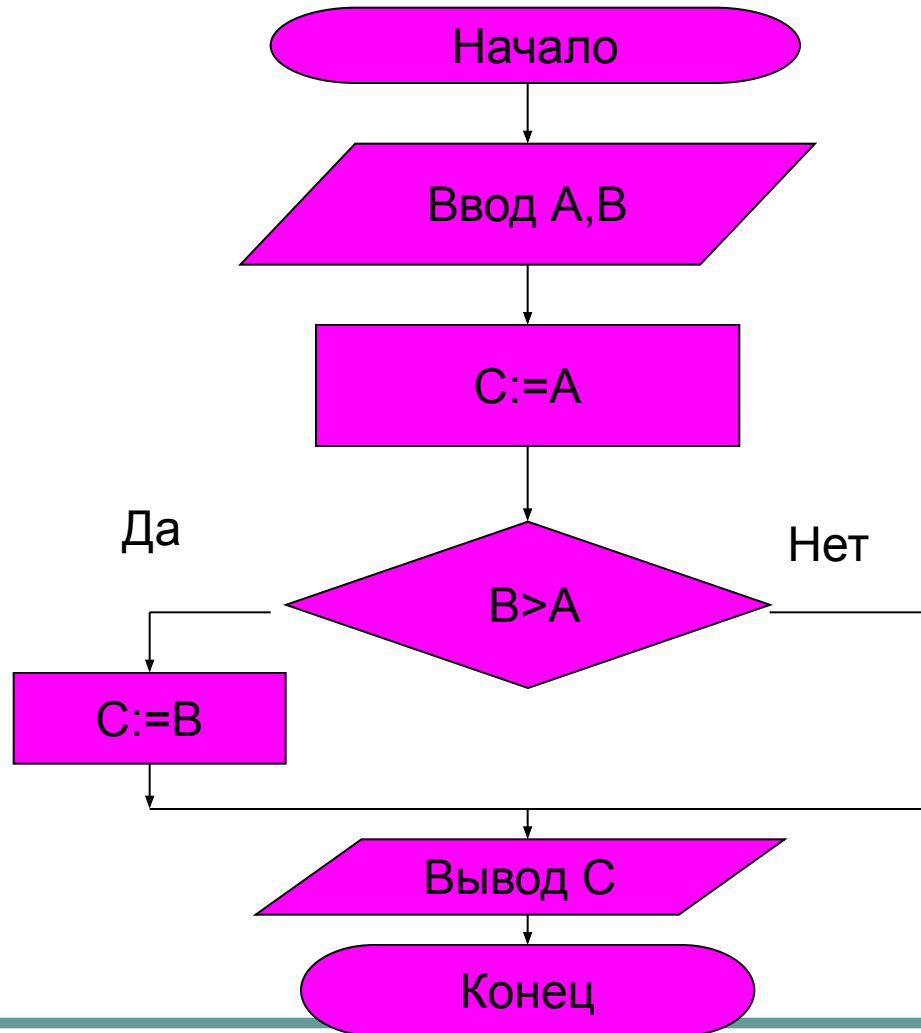 Начало
Ввод А,В
С:=А
Да
Нет
В>А
С:=В
Вывод С
Конец